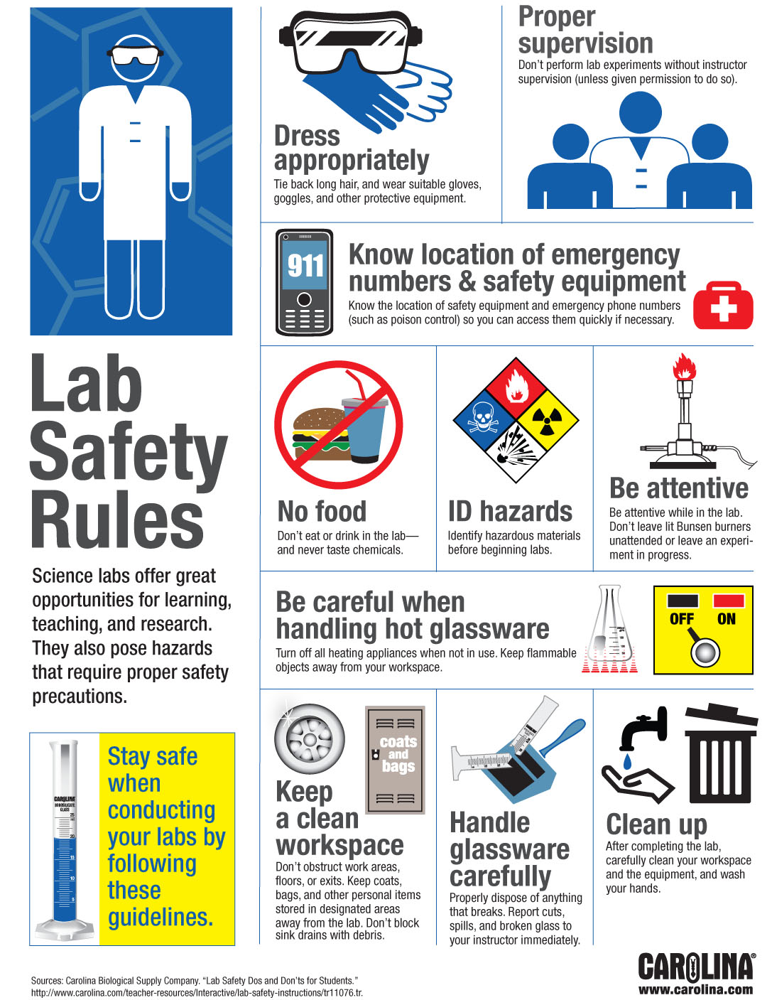 Lab
Safety
Rules
Science labs offer great
opportunities for learning,
teaching, and research.
They also pose hazards
that require proper safety
precautions.
CAROLINA
BOROSILICATE
GLASS
25
ml
20
15
10
5
Stay safe
when
conducting
your labs by
following
these
guidelines.
Dress
appropriately
Tie back long hair, and wear suitable gloves,
goggles, and other protective equipment.
Proper
supervision
Don't perform lab experiments without instructor
supervision (unless given permission to do so).
911
Know location of emergency
numbers & safety equipment
Know the location of safety equipment and emergency phone numbers
(such as poison control) so you can access them quickly if necessary.
No food
Don't eat or drink in the lab—
and never taste chemicals.
ID hazards
Identify hazardous materials
before beginning labs.
Be attentive
Be attentive while in the lab.
Don't leave lit Bunsen burners
unattended or leave an experi-
ment in progress.
Be careful when
handling hot glassware
Turn off all heating appliances when not in use. Keep flammable
objects away from your workspace.
OFF ON
coats
and
bags
Keep
a clean
workspace
Don't obstruct work areas,
floors, or exits. Keep coats,
bags, and other personal items
stored in designated areas
away from the lab. Don't block
sink drains with debris.
Handle
glassware
carefully
Properly dispose of anything
that breaks. Report cuts,
spills, and broken glass to
your instructor immediately.
Clean up
After completing the lab,
carefully clean your workspace
and the equipment, and wash
your hands.
Sources: Carolina Biological Supply Company. "Lab Safety Dos and Don'ts for Students."
http://www.carolina.com/teacher-resources/Interactive/lab-safety-instructions/tr11076.tr.
CAROLINA®
www.carolina.com